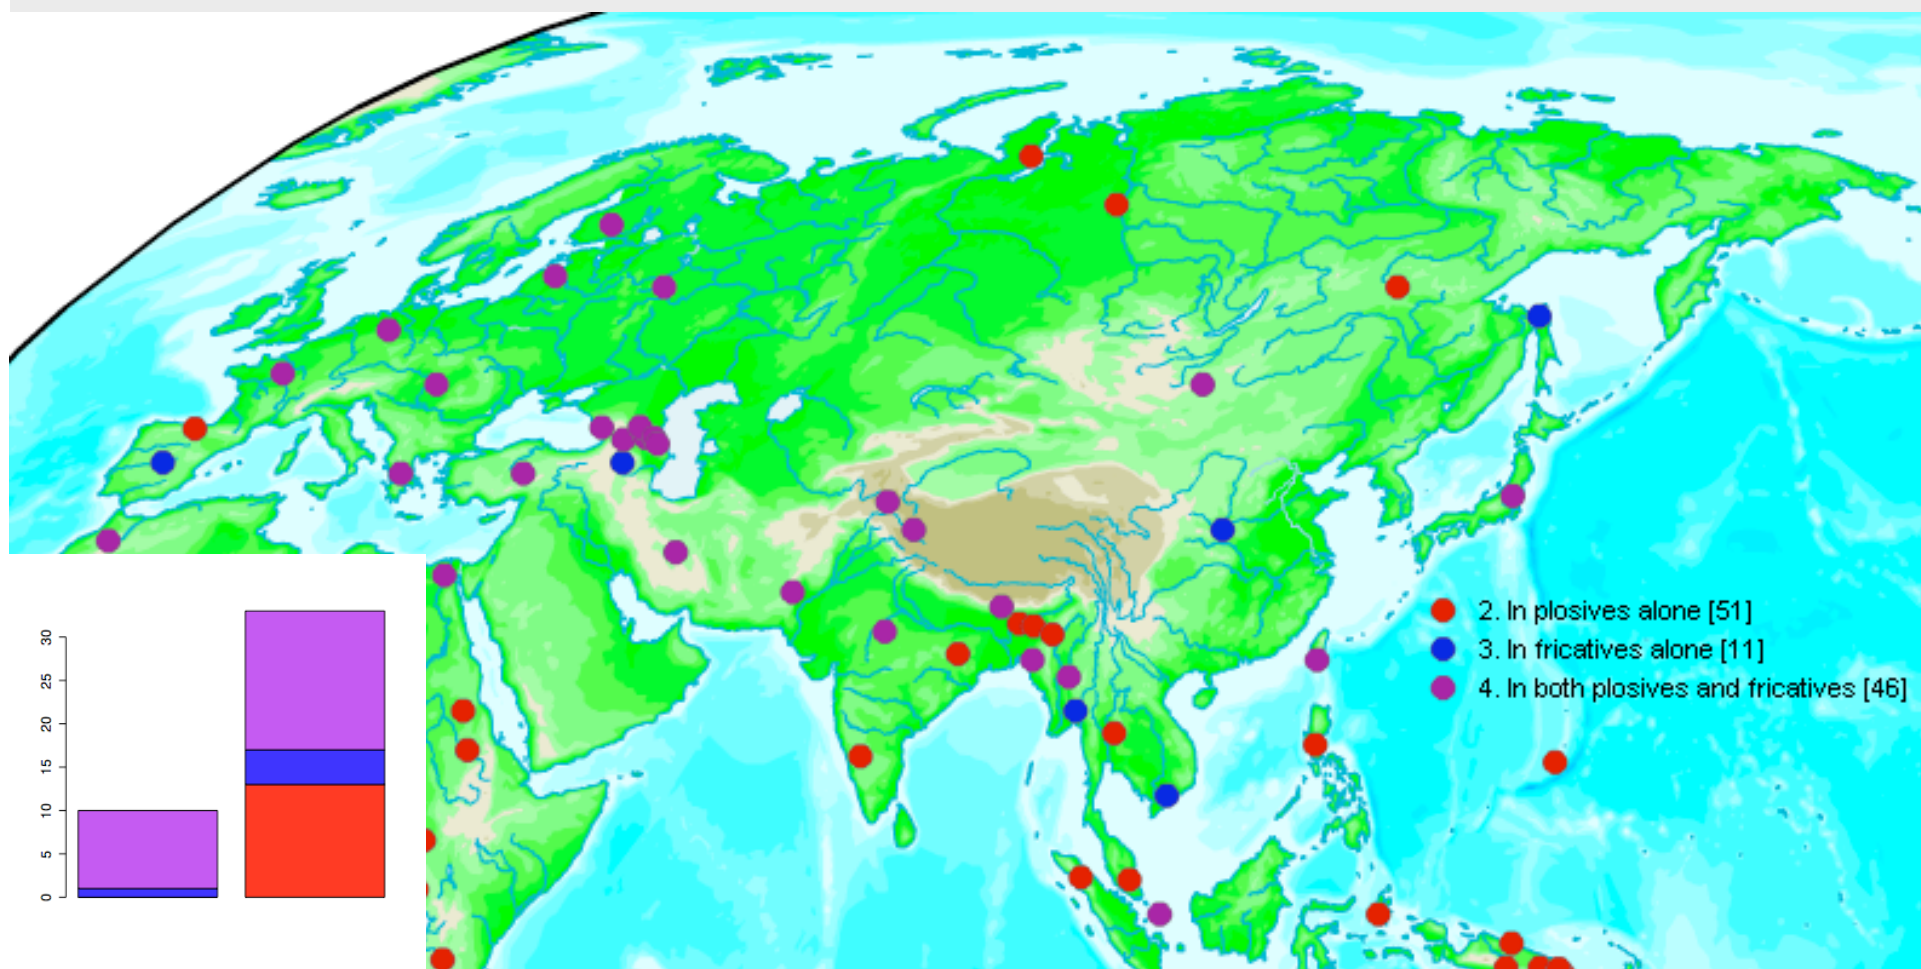 2. In plosives alone [51]
3. In fricatives alone [11]
4. In both plosives and fricatives [46]
30
25
20
15
10
5
0